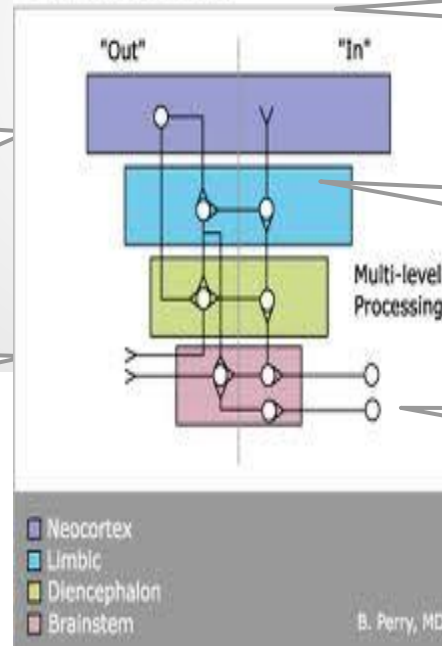 "Out" "In"
Multi-level
Processing
Neocortex
Limbic
Diencephalon
Brainstem
B. Perry, MD